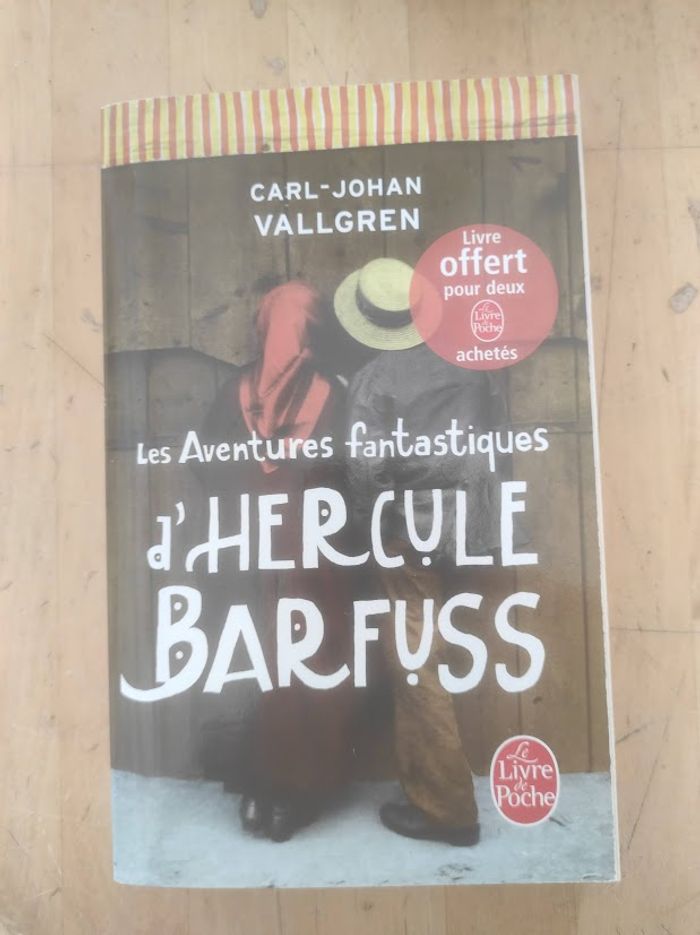 CARL-JOHAN
VALLGREN
Livre
offert
pour deux
Le
Livre
de
Poche
achetés
Les Aventures fantastiques
d'HERCULE
BARFUSS
Le
Livre
de
Poche